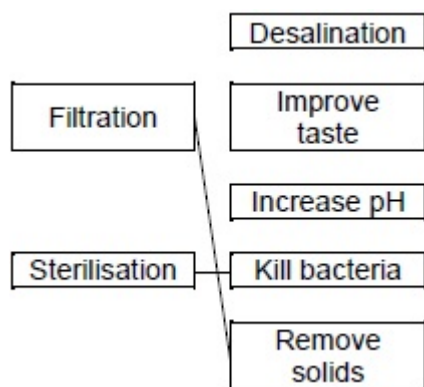 Desalination
Filtration
Improve
taste
Increase pH
Sterilisation
Kill bacteria
Remove
solids